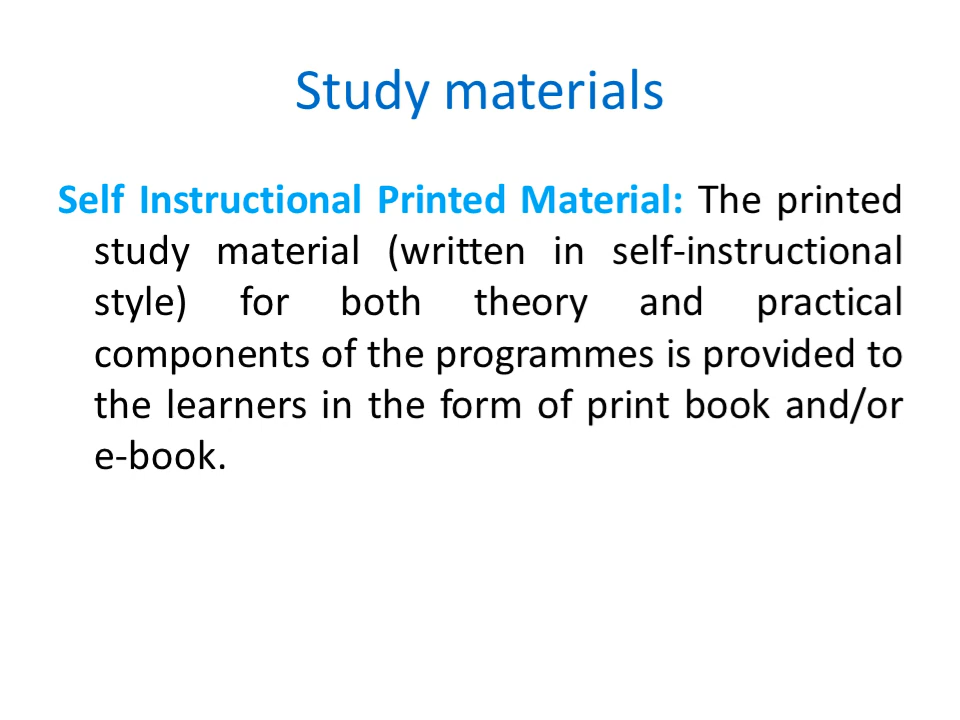 Study materials
Self Instructional Printed Material: The printed
study material (written in self-instructional
style) for both theory and practical
components of the programmes is provided to
the learners in the form of print book and/or
e-book.